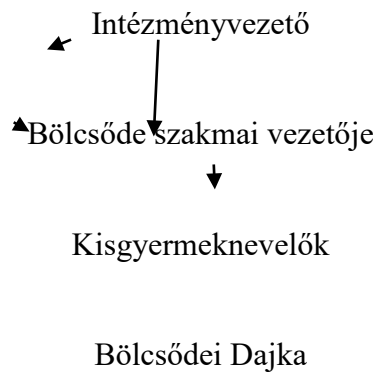 Intézményvezető
Bölcsőde szakmai vezetője
Kisgyermeknevelők
Bölcsődei Dajka